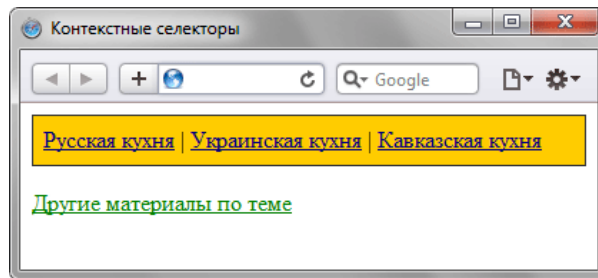 Контекстные селекторы
Google
Русская кухня | Украинская кухня | Кавказская кухня
Другие материалы по теме